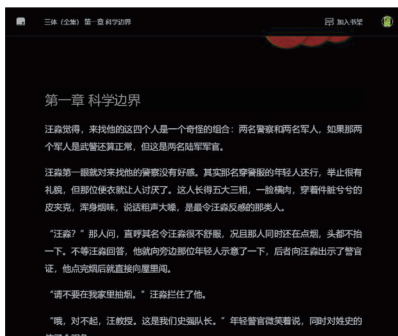 三体（全集） 第一章 科学边界
加入书架
第一章 科学边界
汪淼觉得，来找他的这四个人是一个奇怪的组合：两名警察和两名军人，如果那两
个军人是武警还算正常，但这是两名陆军军官。
汪淼第一眼就对来找他的警察没有好感。其实那名穿警服的年轻人还行，举止很有
礼貌，但那位便衣就让人讨厌了。这人长得五大三粗，一脸横肉，穿着件脏兮兮的
皮夹克，浑身烟味，说话粗声大嗓，是最令汪淼反感的那类人。
“汪淼？”那人问，直呼其名令汪淼很不舒服，况且那人同时还在点烟，头都不抬
一下。不等汪淼回答，他就向旁边那位年轻人示意了一下，后者向汪淼出示了警官
证，他点完烟后就直接向屋里闯。
“请不要在我家里抽烟。”汪淼拦住了他。
“哦，对不起，汪教授。这是我们史强队长。”年轻警官微笑着说，同时对姓史的